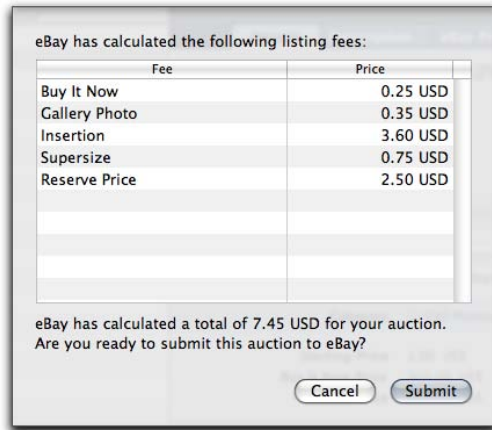 eBay has calculated the following listing fees:
Fee Price
Buy It Now 0.25 USD
Gallery Photo 0.35 USD
Insertion 3.60 USD
Supersize 0.75 USD
Reserve Price 2.50 USD
eBay has calculated a total of 7.45 USD for your auction.
Are you ready to submit this auction to eBay?
Cancel Submit